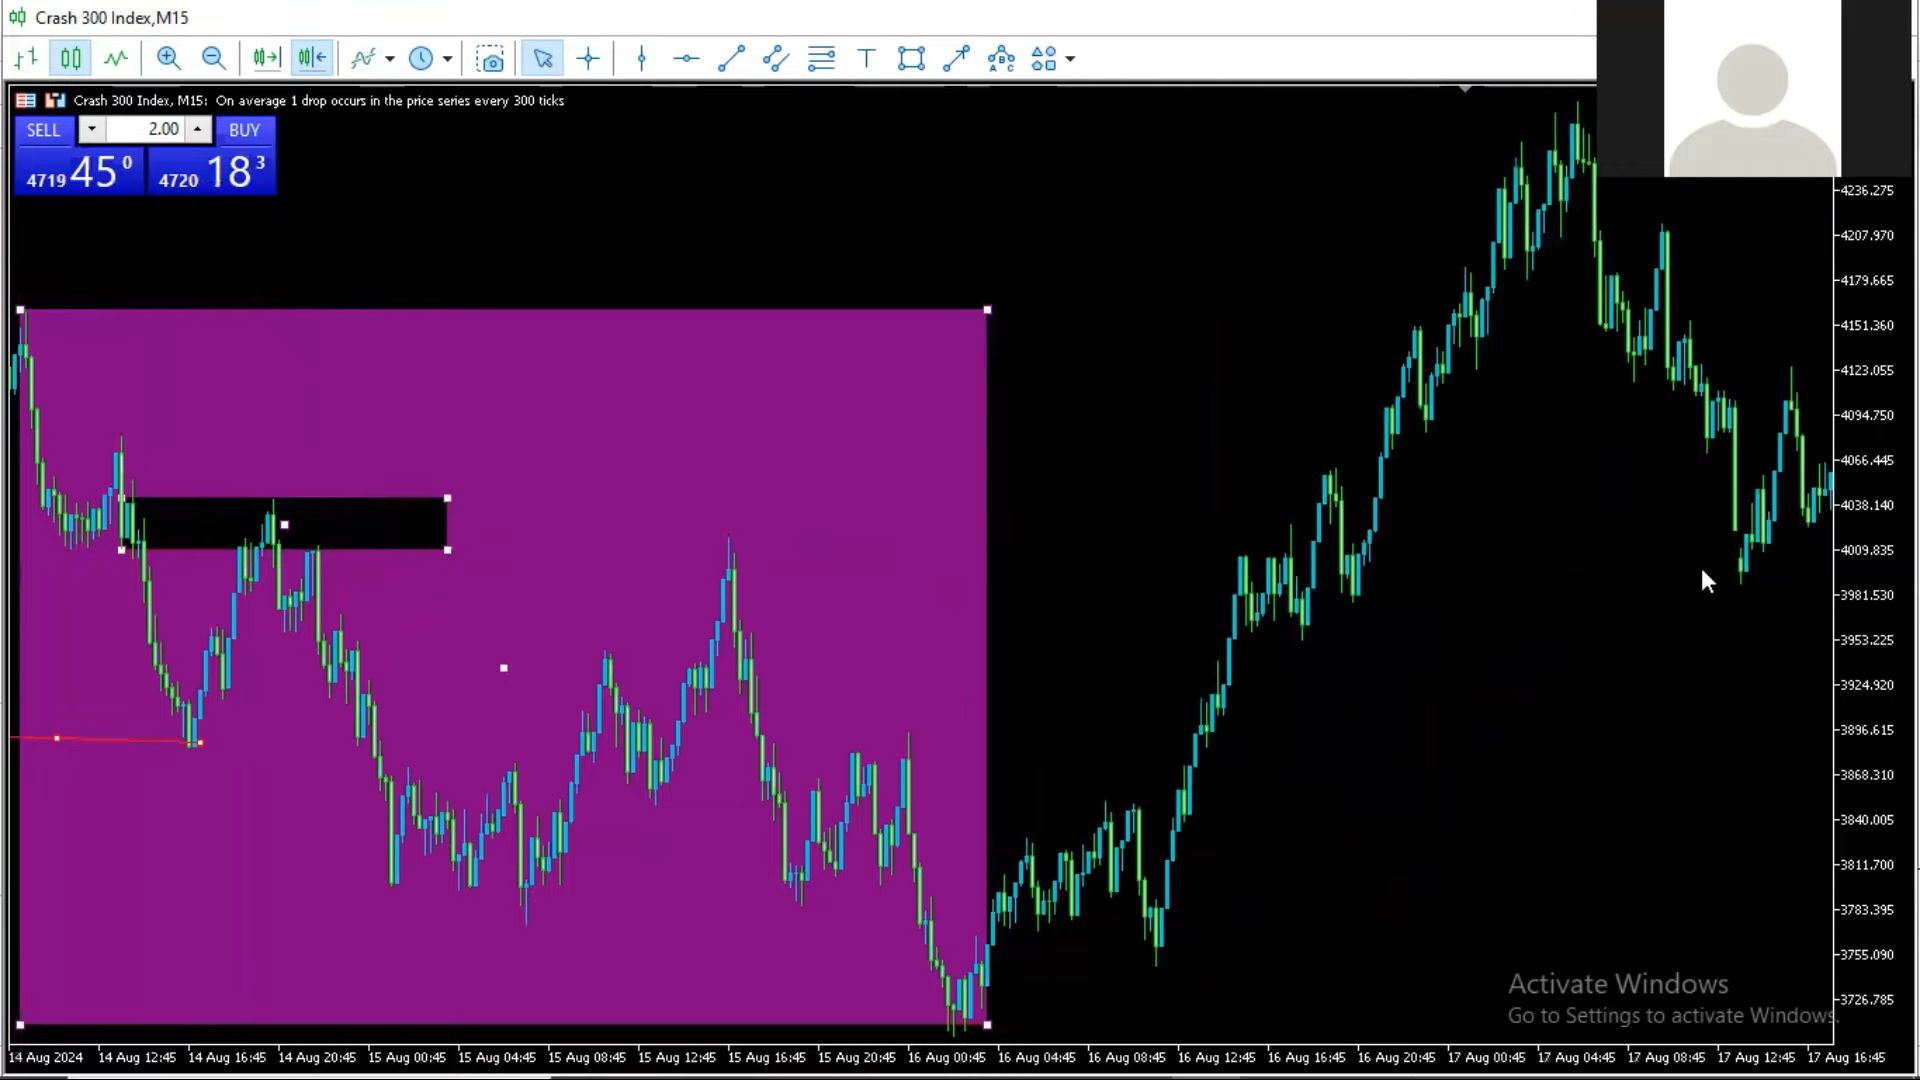 Crash 300 Index,M15
Crash 300 Index, M15: On average 1 drop occurs in the price series every 300 ticks
SELL 2.00 BUY
4719 45 0 4720 18 3
4236.275
4207.970
4179.665
4151.360
4123.055
4094.750
4066.445
4038.140
4009.835
3981.530
3953.225
3924.920
3896.615
3868.310
3840.005
3811.700
3783.395
3755.090
3726.785
Activate Windows
Go to Settings to activate Windows.
14 Aug 2024 14 Aug 12:45 14 Aug 16:45 14 Aug 20:45 15 Aug 00:45 15 Aug 04:45 15 Aug 08:45 15 Aug 12:45 15 Aug 16:45 15 Aug 20:45 16 Aug 00:45 16 Aug 04:45 16 Aug 08:45 16 Aug 12:45 16 Aug 16:45 16 Aug 20:45 17 Aug 00:45 17 Aug 04:45 17 Aug 08:45 17 Aug 12:45 17 Aug 16:45